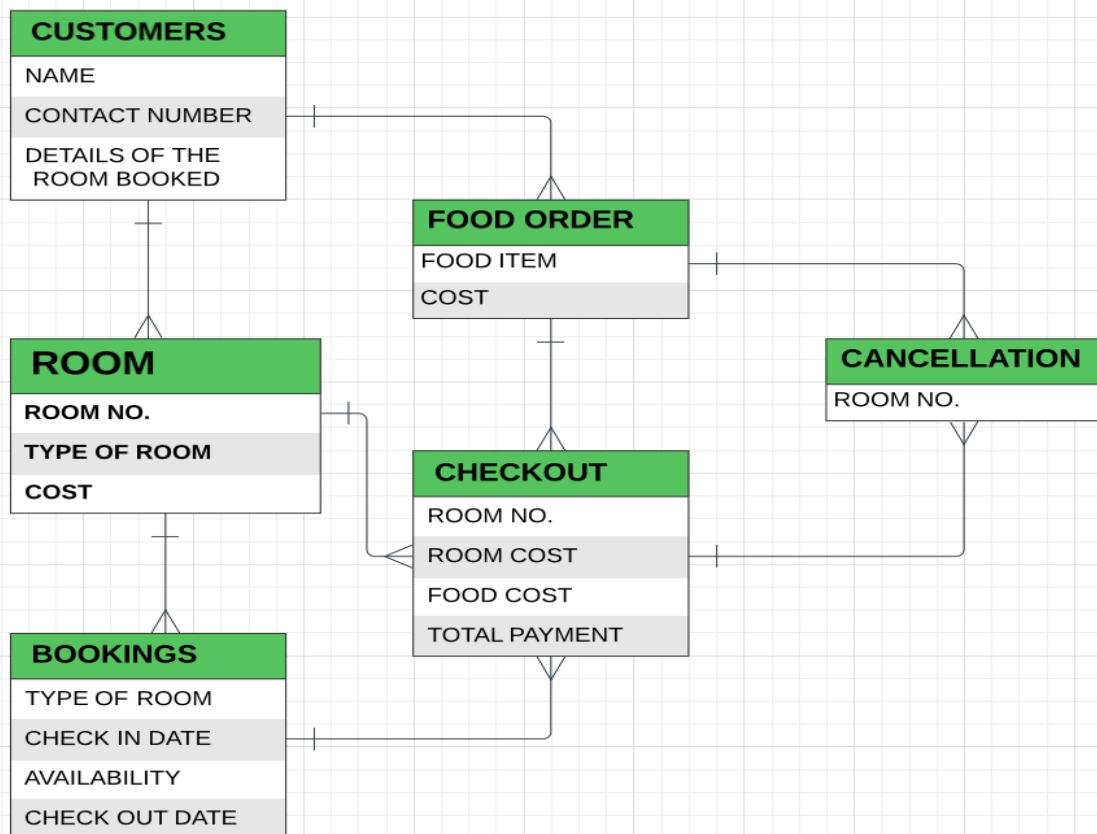 CUSTOMERS
NAME
CONTACT NUMBER
DETAILS OF THE
ROOM BOOKED
FOOD ORDER
FOOD ITEM
COST
ROOM
ROOM NO.
TYPE OF ROOM
COST
CANCELLATION
ROOM NO.
CHECKOUT
ROOM NO.
ROOM COST
FOOD COST
TOTAL PAYMENT
BOOKINGS
TYPE OF ROOM
CHECK IN DATE
AVAILABILITY
CHECK OUT DATE